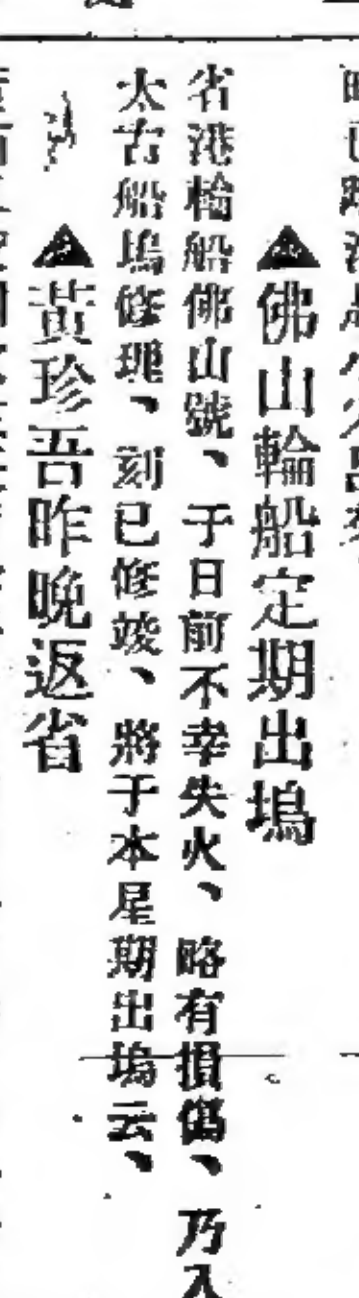 ▲佛山輪船定期出塢
省港輪船佛山號、于日前不幸失火、略有損傷、乃入
太古船塢修理、刻已修竣、將于本星期出塢云、
▲黃珍吾昨晚返省